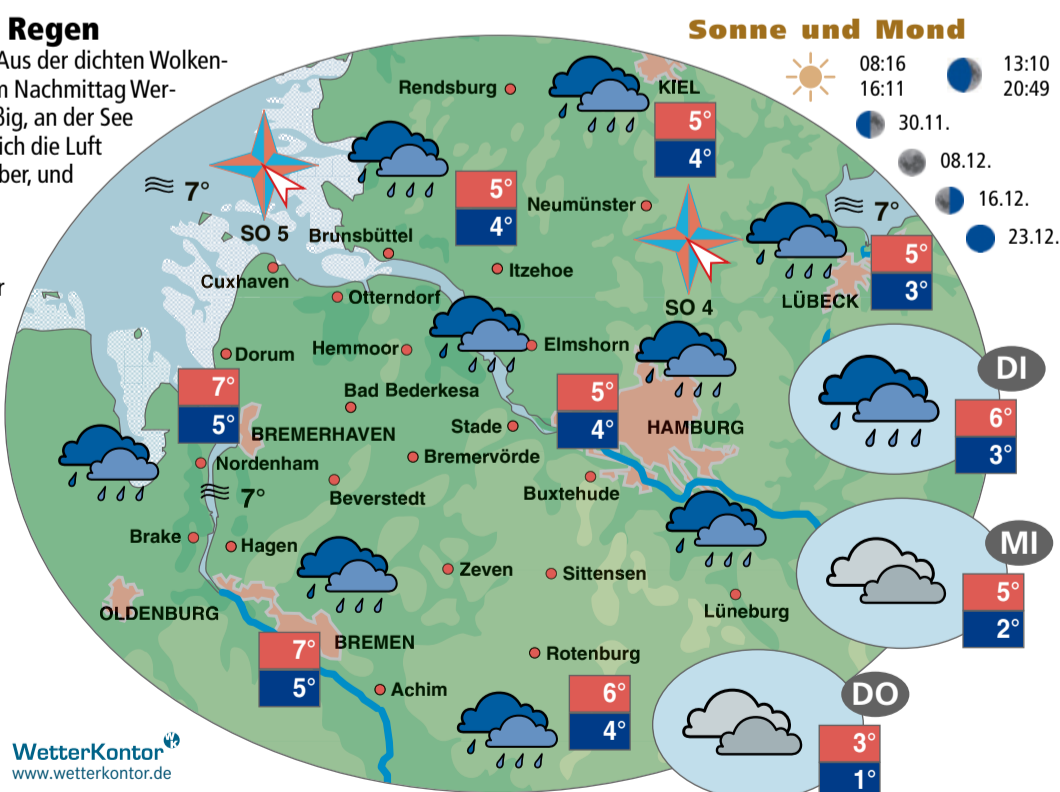 Regen
Aus der dichten Wolken-
Nachmittag Wer-
an der See
ich die Luft
und
Sonne und Mond
08:16
16:11
13:10
20:49
30.11.
08.12.
16.12.
23.12.
Rendsburg
KIEL
5°
4°
7°
SO 5
5°
4°
Neumünster
7°
Brunsbüttel
Itzehoe
SO 4
LÜBECK
5°
3°
Cuxhaven
Otterndorf
Dorum
Hemmoor
Elmshorn
DI
6°
3°
7°
5°
Bad Bederkesa
5°
4°
BREMERHAVEN
Stade
HAMBURG
Nordenham
Bremervörde
7°
Beverstedt
Buxtehude
Brake
Hagen
MI
5°
2°
Zeven
Sittensen
OLDENBURG
Lüneburg
BREMEN
7°
5°
Rotenburg
Achim
6°
4°
DO
3°
1°
WetterKontor
www.wetterkontor.de